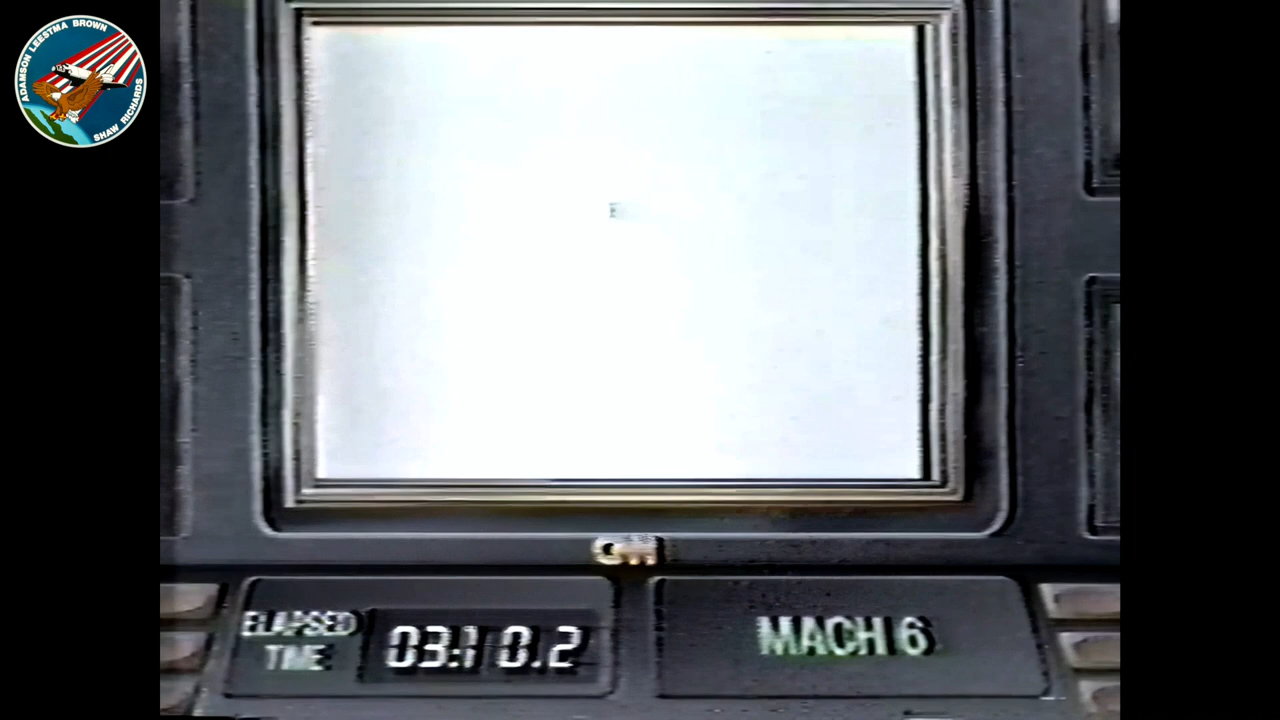 ADAMSON LEESTMA BROWN
SHAW RICHARDS
ELAPSED
TIME
03:10.2
MACH 6